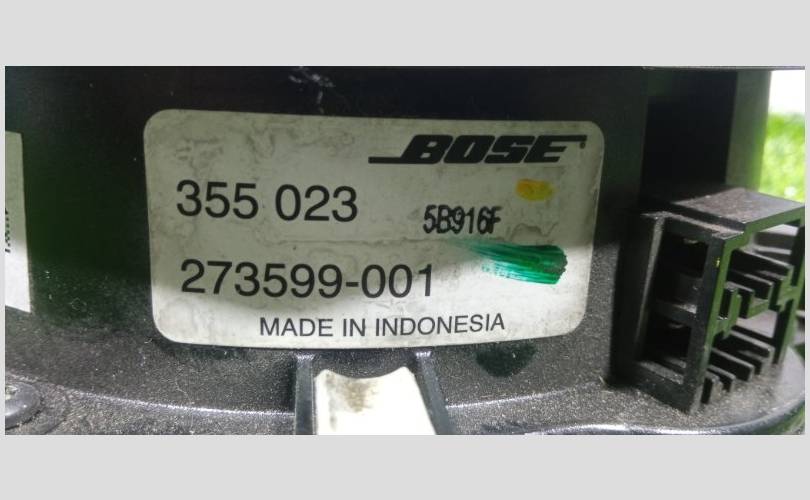 BOSE
355 023
5B916F
273599-001
MADE IN INDONESIA